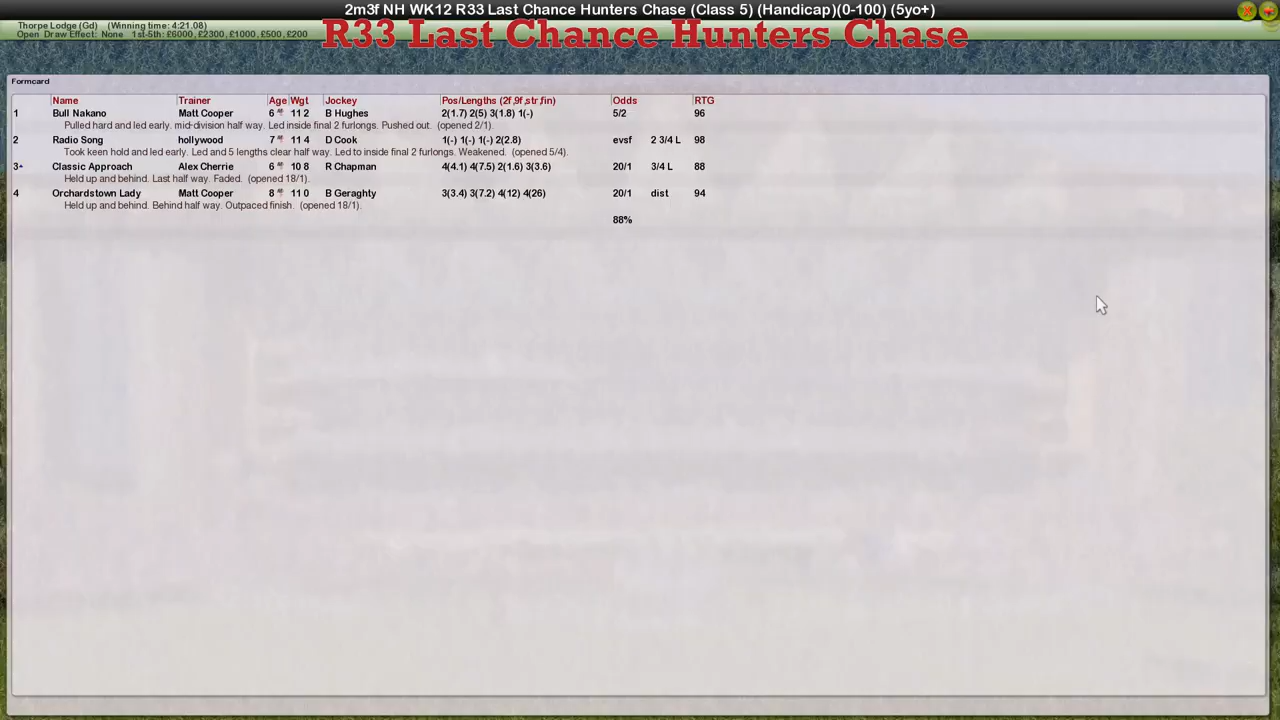 2m3f NH WK12 R33 Last Chance Hunters Chase (Class 5) (Handicap)(0-100) (5yo+)
Thorpe Lodge (Gd) (Winning time: 4:21.08)
Open Draw Effect: None 1st-5th: £6000, £2300, £1000, £500, £200
R33 Last Chance Hunters Chase
Formcard
Name Trainer Age Wgt Jockey Pos/Lengths (2f,9f,str,fin) Odds RTG
1 Bull Nakano Matt Cooper 6 11 2 B Hughes 2(1.7) 2(5) 3(1.8) 1(-) 5/2 96
Pulled hard and led early. mid-division half way. Led inside final 2 furlongs. Pushed out. (opened 2/1).
2 Radio Song hollywood 7 11 4 D Cook 1(-) 1(-) 1(-) 2(2.8) evsf 2 3/4 L 98
Took keen hold and led early. Led and 5 lengths clear half way. Led to inside final 2 furlongs. Weakened. (opened 5/4).
3 Classic Approach Alex Cherrie 6 10 8 R Chapman 4(4.1) 4(7.5) 2(1.6) 3(3.6) 20/1 3/4 L 88
Held up and behind. Last half way. Faded. (opened 18/1).
4 Orchardstown Lady Matt Cooper 8 11 0 B Geraghty 3(3.4) 3(7.2) 4(12) 4(26) 20/1 dist 94
Held up and behind. Behind half way. Outpaced finish. (opened 18/1).
88%